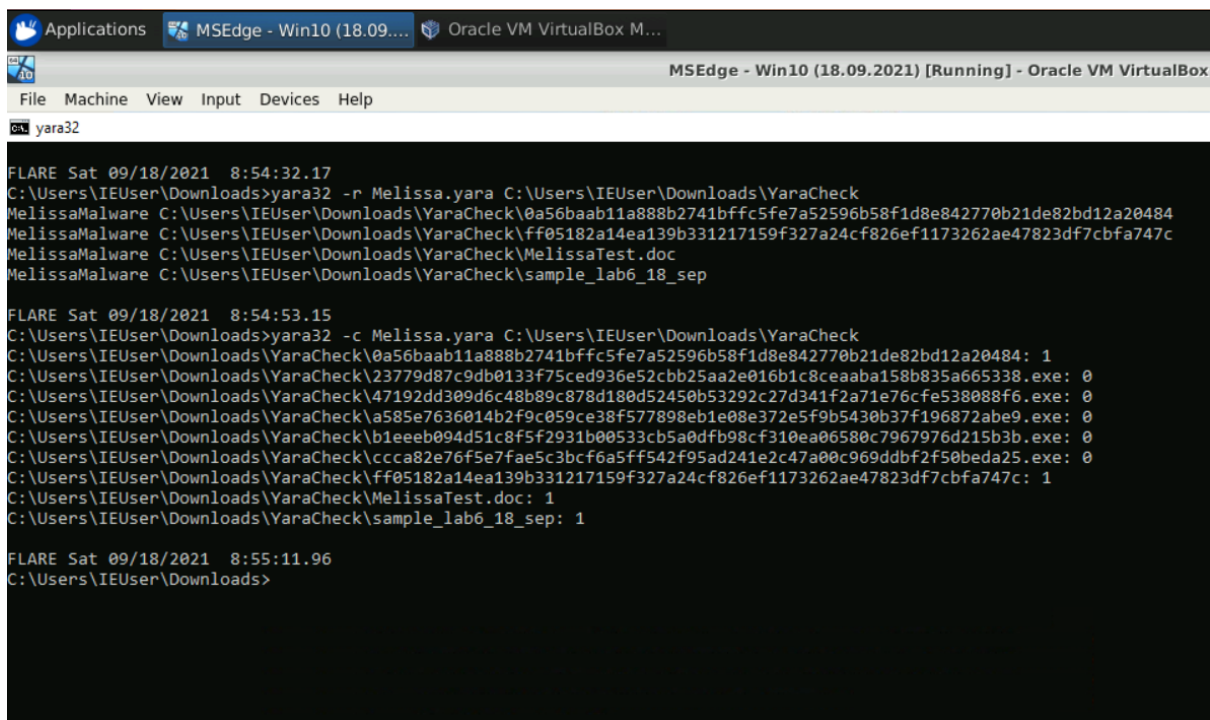 Applications MSEdge - Win10 (18.09.... Oracle VM VirtualBox M...
64
10
MSEdge - Win10 (18.09.2021) [Running] - Oracle VM VirtualBox
File Machine View Input Devices Help
yara32
FLARE Sat 09/18/2021  8:54:32.17
C:\Users\IEUser\Downloads>yara32 -r Melissa.yara C:\Users\IEUser\Downloads\YaraCheck
MelissaMalware C:\Users\IEUser\Downloads\YaraCheck\0a56baab11a888b2741bffc5fe7a52596b58f1d8e842770b21de82bd12a20484
MelissaMalware C:\Users\IEUser\Downloads\YaraCheck\ff05182a14ea139b331217159f327a24cf826ef1173262ae47823df7cbfa747c
MelissaMalware C:\Users\IEUser\Downloads\YaraCheck\MelissaTest.doc
MelissaMalware C:\Users\IEUser\Downloads\YaraCheck\sample_lab6_18_sep
FLARE Sat 09/18/2021  8:54:53.15
C:\Users\IEUser\Downloads>yara32 -c Melissa.yara C:\Users\IEUser\Downloads\YaraCheck
C:\Users\IEUser\Downloads\YaraCheck\0a56baab11a888b2741bffc5fe7a52596b58f1d8e842770b21de82bd12a20484: 1
C:\Users\IEUser\Downloads\YaraCheck\23779d87c9db0133f75ced936e52cbb25aa2e016b1c8ceaaba158b835a665338.exe: 0
C:\Users\IEUser\Downloads\YaraCheck\47192dd309d6c48b89c878d180d52450b53292c27d341f2a71e76cfe538088f6.exe: 0
C:\Users\IEUser\Downloads\YaraCheck\a585e7636014b2f9c059ce38f577898eb1e08e372e5f9b5430b37f196872abe9.exe: 0
C:\Users\IEUser\Downloads\YaraCheck\b1eeeb094d51c8f5f2931b00533cb5a0dfb98cf310ea06580c7967976d215b3b.exe: 0
C:\Users\IEUser\Downloads\YaraCheck\ccca82e76f5e7fae5c3bcf6a5ff542f95ad241e2c47a00c969ddbf2f50beda25.exe: 0
C:\Users\IEUser\Downloads\YaraCheck\ff05182a14ea139b331217159f327a24cf826ef1173262ae47823df7cbfa747c: 1
C:\Users\IEUser\Downloads\YaraCheck\MelissaTest.doc: 1
C:\Users\IEUser\Downloads\YaraCheck\sample_lab6_18_sep: 1
FLARE Sat 09/18/2021  8:55:11.96
C:\Users\IEUser\Downloads>